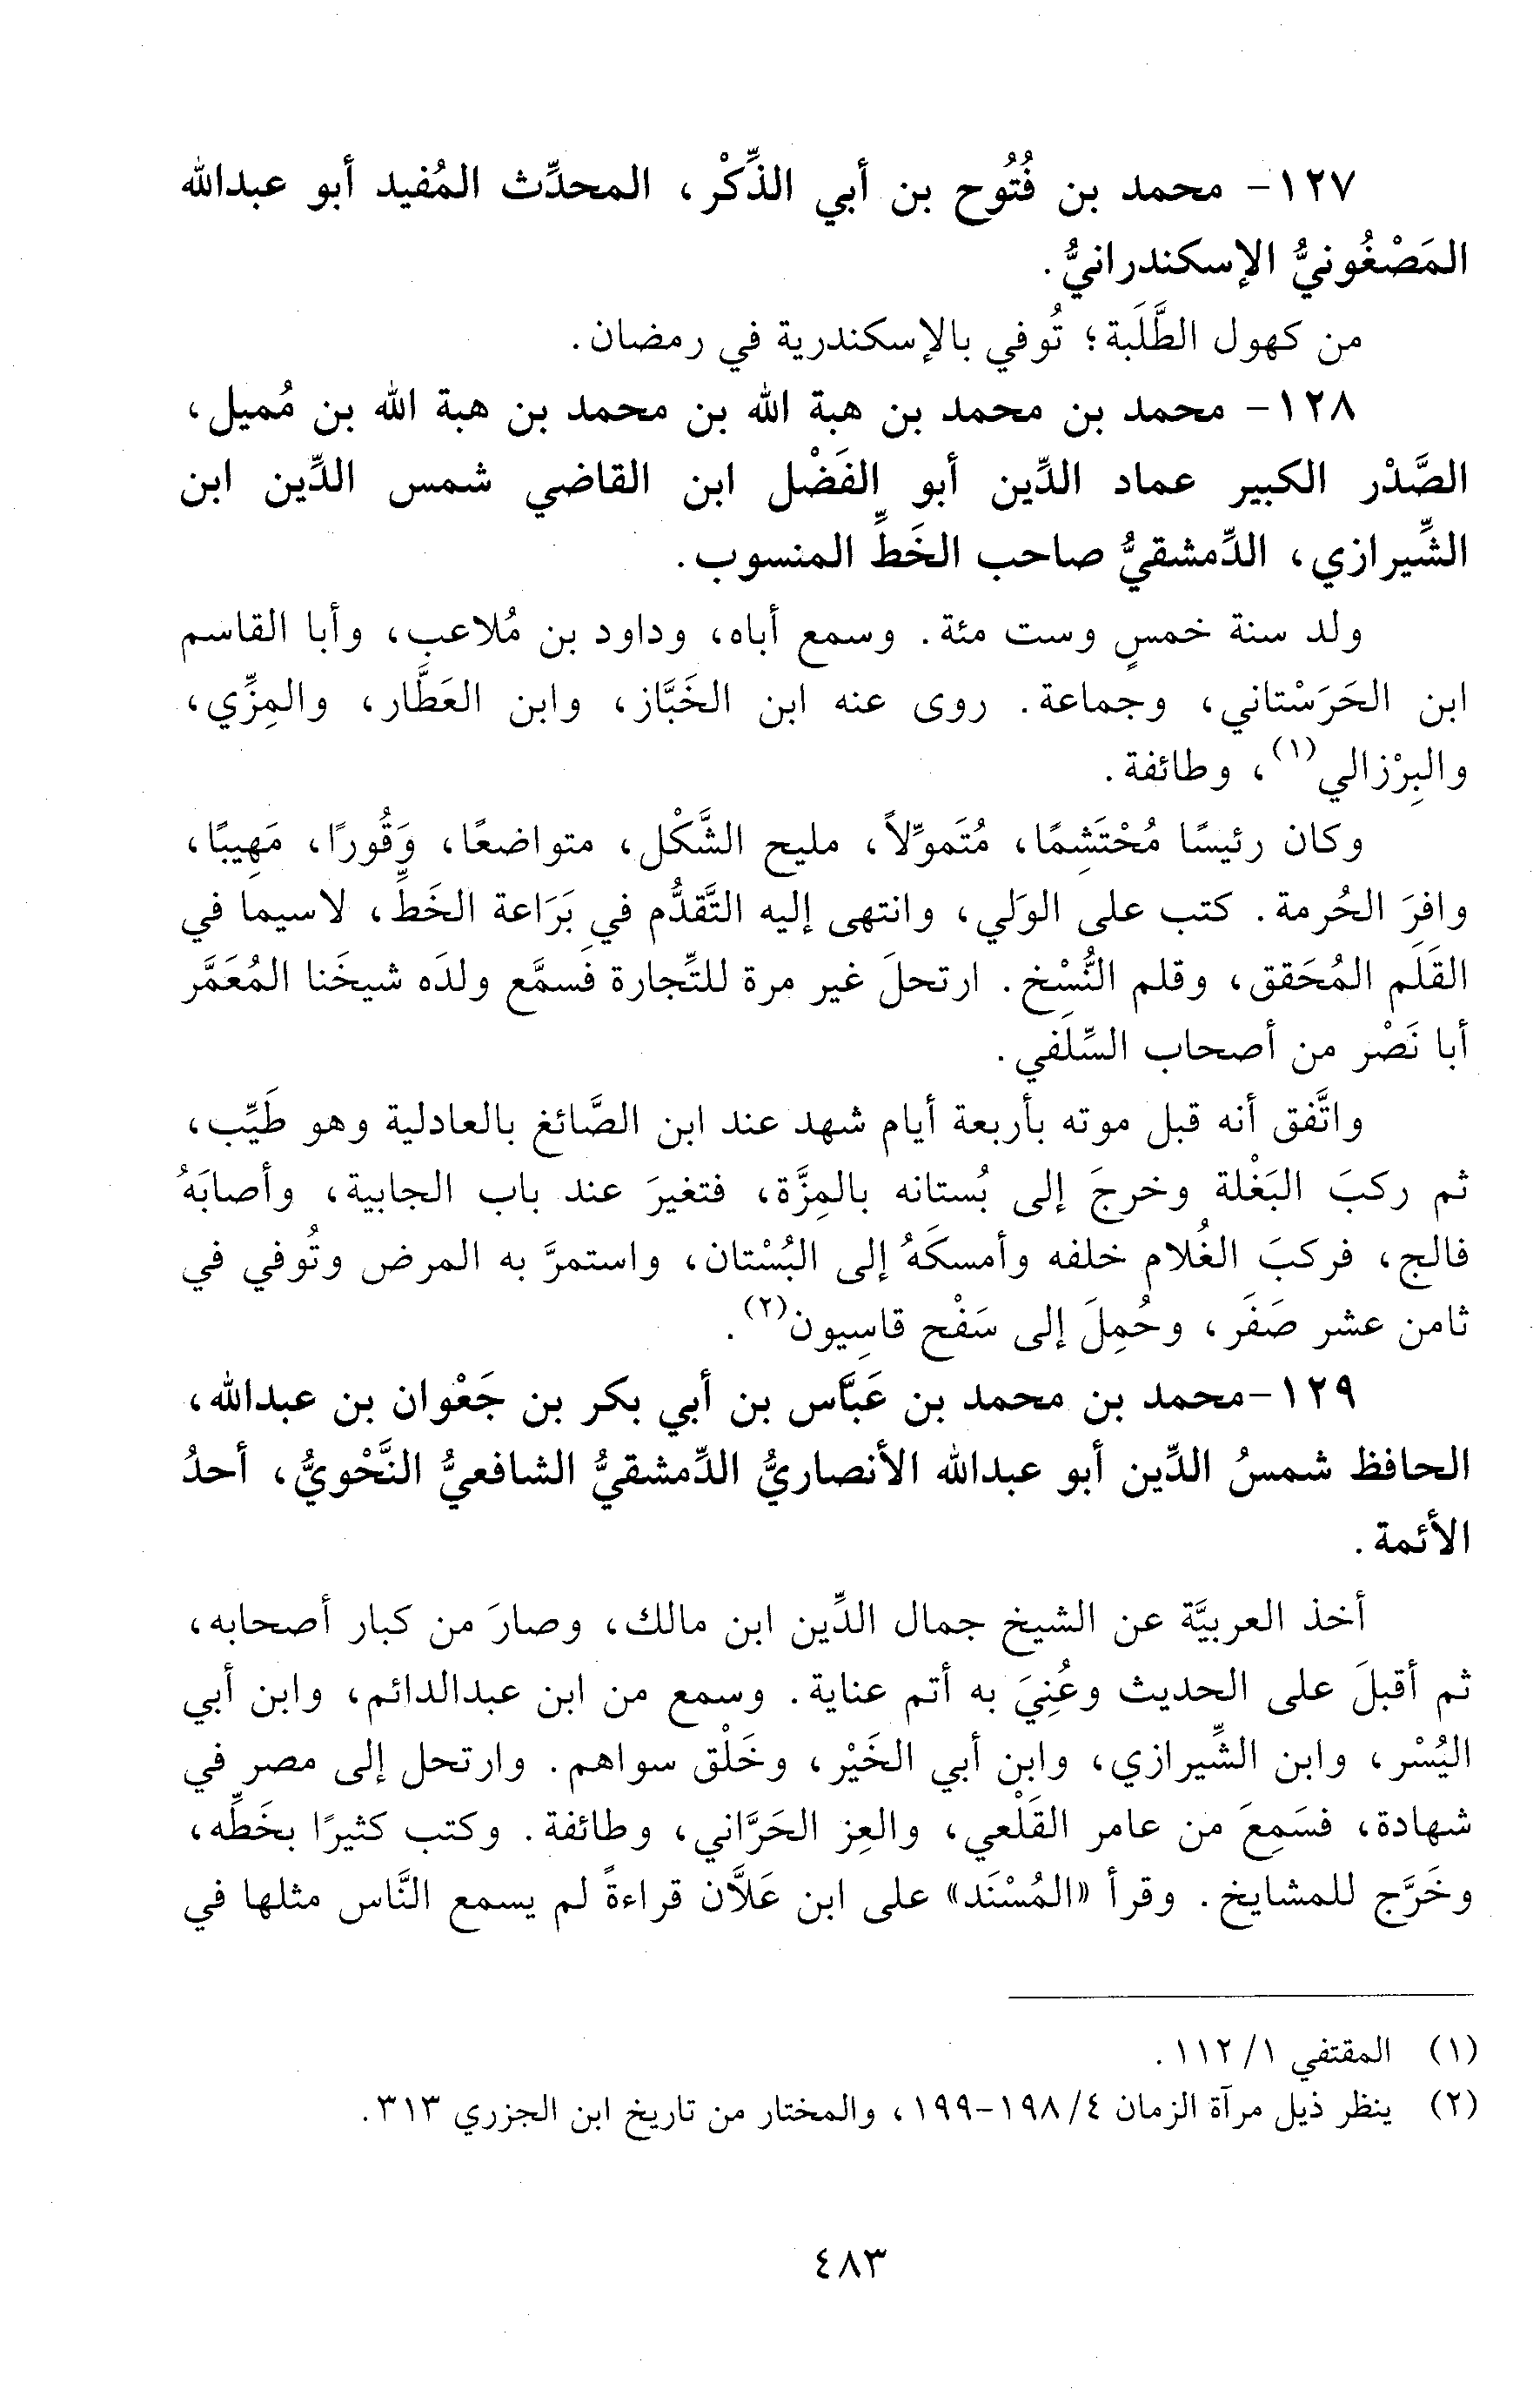 ١٢٧- محمد بن فُتُوح بن أبي الذِّكْر، المحدِّث المُفيد أبو عبدالله
المَصْغُونيُّ الإسكندرانيُّ.
من كهول الطَّلَبة؛ تُوفي بالإسكندرية في رمضان.
١٢٨- محمد بن محمد بن هبة الله بن محمد بن هبة الله بن مُميل،
الصَّدْر الكبير عماد الدِّين أبو الفَضْل ابن القاضي شمس الدِّين ابن
الشِّيرازي، الدِّمشقيُّ صاحب الخَطِّ المنسوب.
ولد سنة خمسٍ وست مئة. وسمع أباه، وداود بن مُلاعب، وأبا القاسم
ابن الحَرَسْتاني، وجماعة. روى عنه ابن الخَبَّاز، وابن العَطَّار، والمِزِّي،
والبِرْزالي(١)، وطائفة.
وكان رئيسًا مُحْتَشِمًا، مُتَموِّلاً، مليح الشَّكْل، متواضعًا، وَقُورًا، مَهِيبًا،
وافرَ الحُرمة. كتب على الوَلي، وانتهى إليه التَّقدُّم في بَرَاعة الخَطِّ، لاسيما في
القَلَم المُحَقق، وقلم النُّسْخ. ارتحلَ غير مرة للتِّجارة فسمَّع ولدَه شيخَنا المُعَمَّر
أبا نَصْر من أصحاب السِّلَفي.
واتَّفق أنه قبل موته بأربعة أيام شهد عند ابن الصَّائغ بالعادلية وهو طَيِّب،
ثم ركبَ البَغْلة وخرجَ إلى بُستانه بالمِزَّة، فتغيرَ عند باب الجابية، وأصابَهُ
فالج، فركبَ الغُلام خلفه وأمسكَهُ إلى البُسْتان، واستمرَّ به المرض وتُوفي في
ثامن عشر صَفَر، وحُمِلَ إلى سَفْح قاسِيون(٢).
١٢٩-محمد بن محمد بن عَبَّاس بن أبي بكر بن جَعْوان بن عبدالله،
الحافظ شمسُ الدِّين أبو عبدالله الأنصاريُّ الدِّمشقيُّ الشافعيُّ النَّحْويُّ، أحدُ
الأئمة.
أخذ العربيَّة عن الشيخ جمال الدِّين ابن مالك، وصارَ من كبار أصحابه،
ثم أقبلَ على الحديث وعُنِيَ به أتم عناية. وسمع من ابن عبدالدائم، وابن أبي
اليُسْر، وابن الشِّيرازي، وابن أبي الخَيْر، وخَلْق سواهم. وارتحل إلى مصر في
شهادة، فسَمِعَ من عامر القَلْعي، والعِز الحَرَّاني، وطائفة. وكتب كثيرًا بخَطِّه،
وخَرَّج للمشايخ. وقرأ «المُسْنَد» على ابن عَلاَّن قراءةً لم يسمع النَّاس مثلها في
(١) المقتفي ١/ ١١٢.
(٢) ينظر ذيل مرآة الزمان ٤/ ١٩٨-١٩٩، والمختار من تاريخ ابن الجزري ٣١٣.
٤٨٣